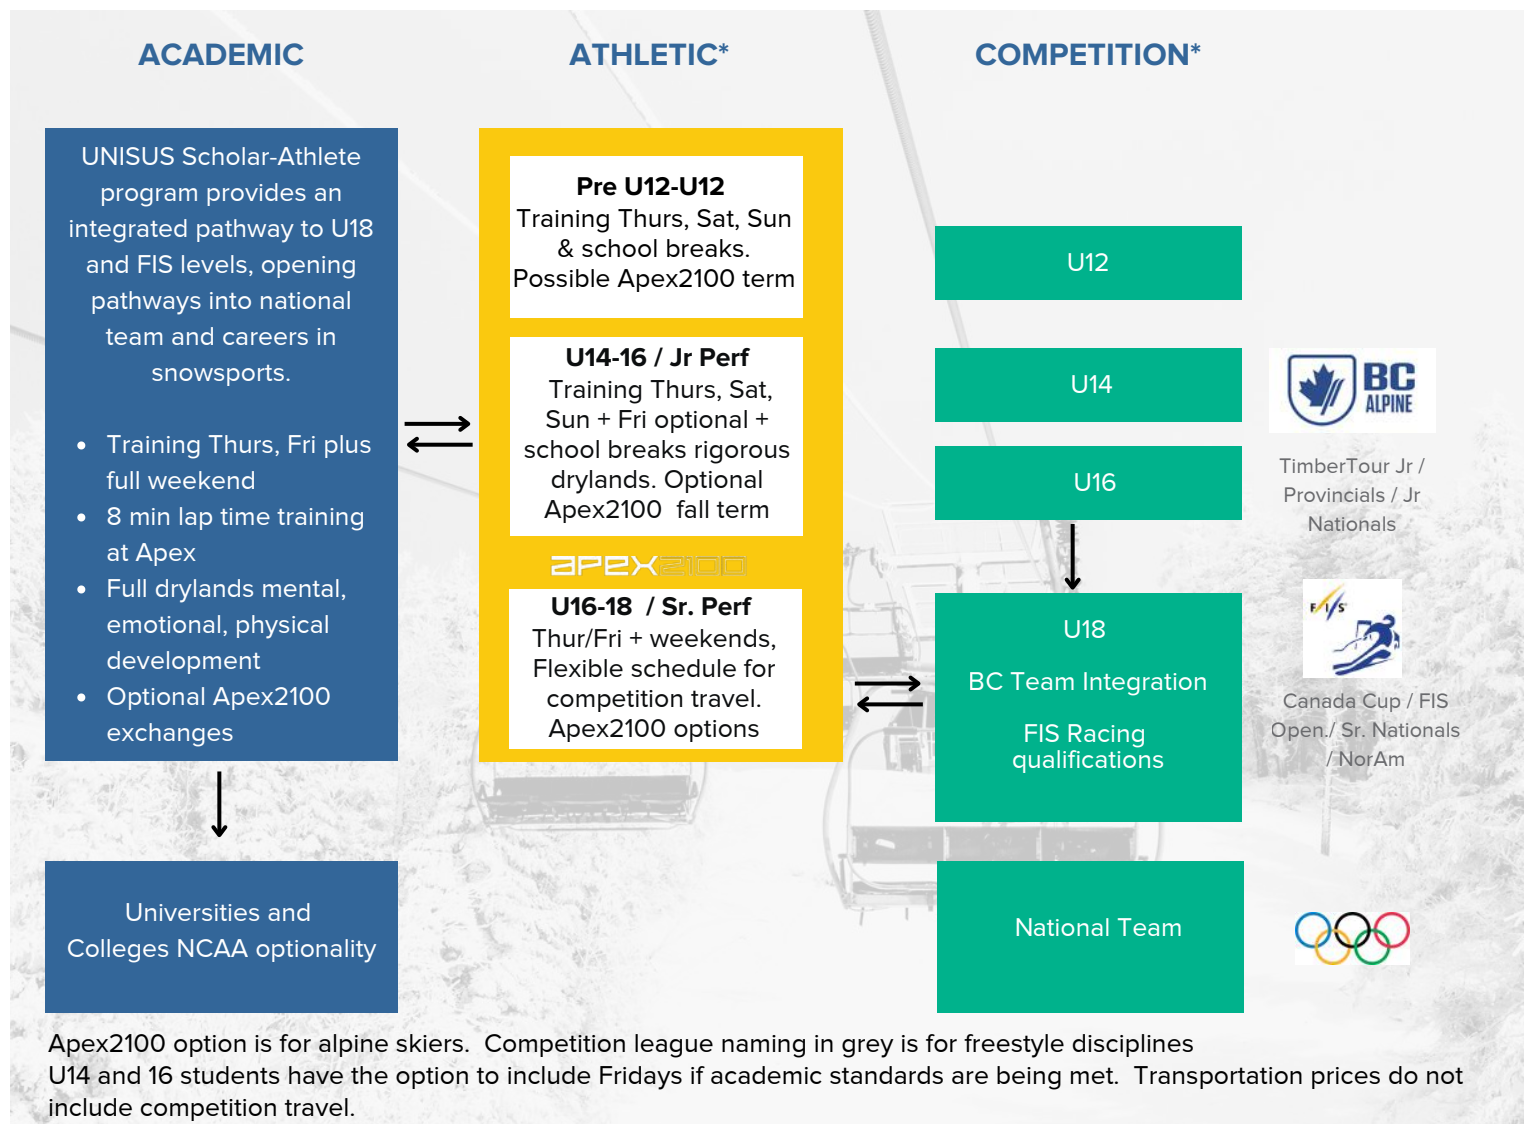 ACADEMIC
ATHLETIC*
COMPETITION*
UNISUS Scholar-Athlete
program provides an
integrated pathway to U18
and FIS levels, opening
pathways into national
team and careers in
snowsports.
• Training Thurs, Fri plus
full weekend
• 8 min lap time training
at Apex
• Full drylands mental,
emotional, physical
development
• Optional Apex2100
exchanges
Universities and
Colleges NCAA optionality
Pre U12-U12
Training Thurs, Sat, Sun
& school breaks.
Possible Apex2100 term
U14-16 / Jr Perf
Training Thurs, Sat,
Sun + Fri optional +
school breaks rigorous
drylands. Optional
Apex2100  fall term
APEX2100
U16-18  / Sr. Perf
Thur/Fri + weekends,
Flexible schedule for
competition travel.
Apex2100 options
U12
U14
U16
U18
BC Team Integration
FIS Racing
qualifications
National Team
BC
ALPINE
TimberTour Jr /
Provincials / Jr
Nationals
F/I/S
Canada Cup / FIS
Open./ Sr. Nationals
/ NorAm
Apex2100 option is for alpine skiers.  Competition league naming in grey is for freestyle disciplines
U14 and 16 students have the option to include Fridays if academic standards are being met.  Transportation prices do not
include competition travel.